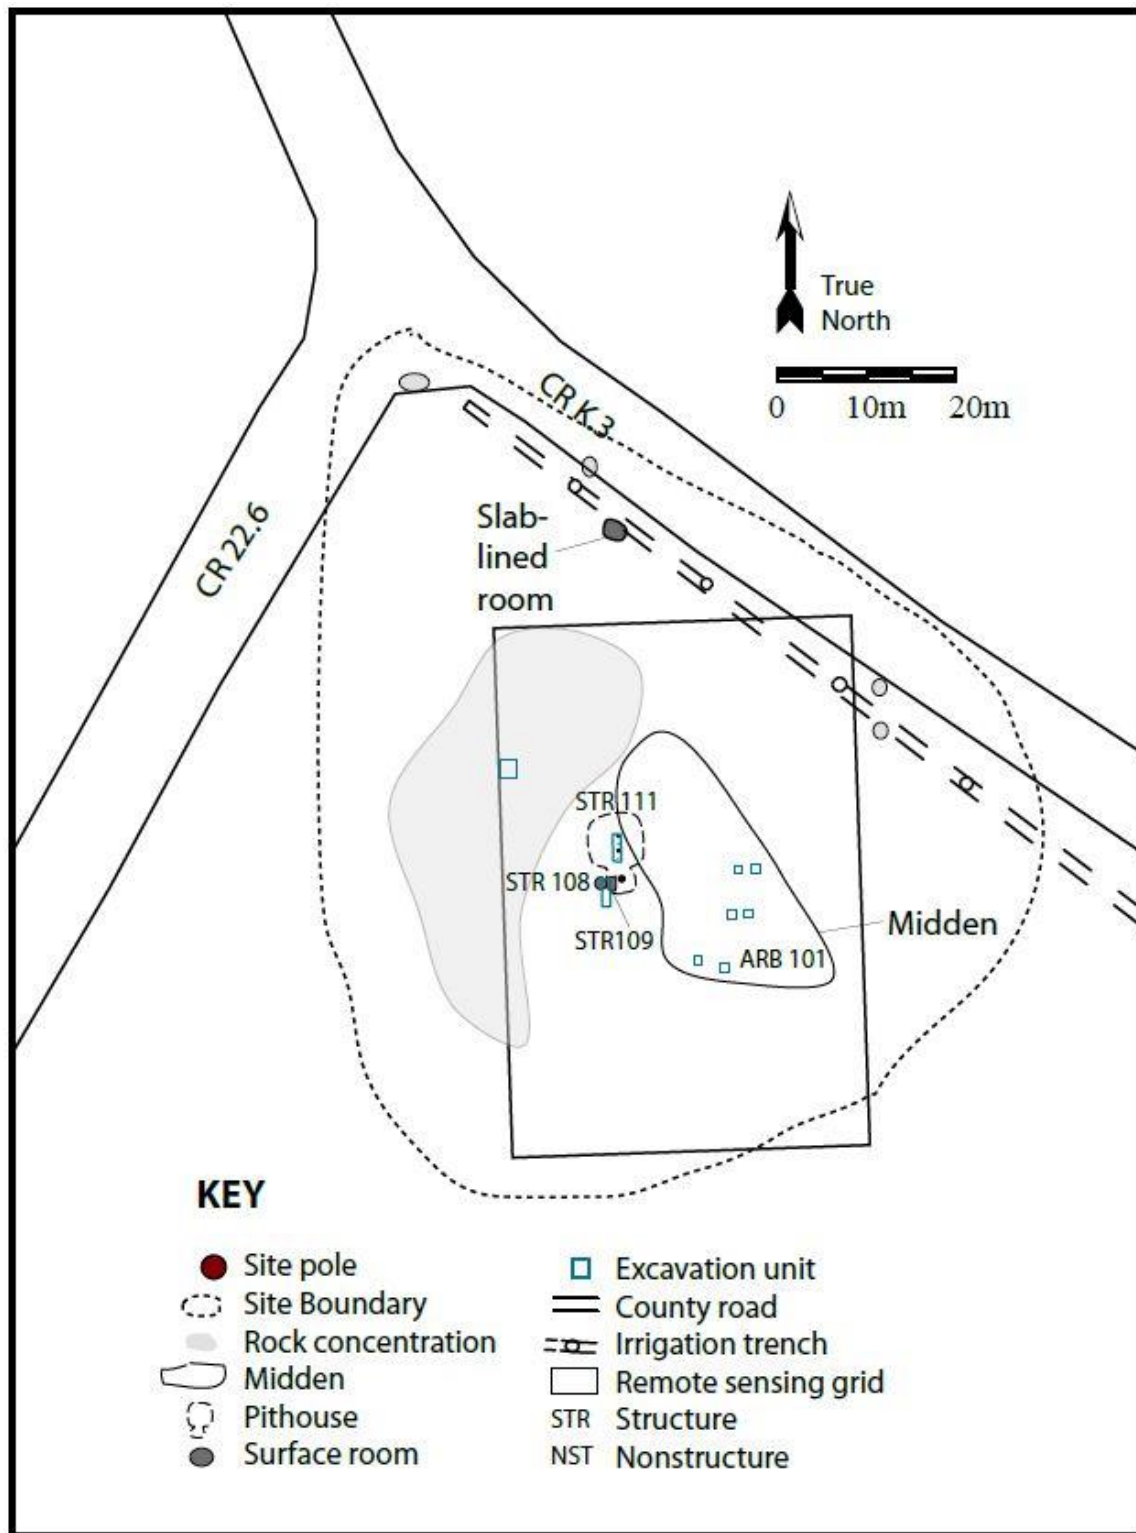 True
North
0 10m 20m
CR K.3
CR 22.6
Slab-
lined
room
STR 111
STR 108
STR109
Midden
ARB 101
KEY
Site pole
Site Boundary
Rock concentration
Midden
Pithouse
Surface room
Excavation unit
County road
Irrigation trench
Remote sensing grid
STR Structure
NST Nonstructure